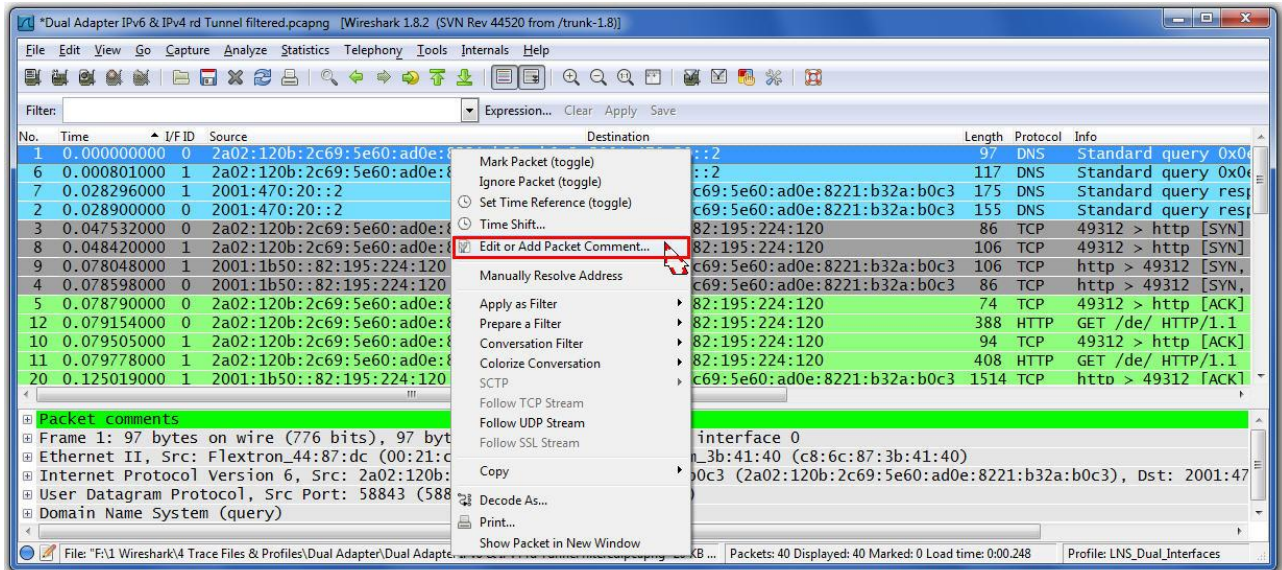 *Dual Adapter IPv6 & IPv4 rd Tunnel filtered.pcapng [Wireshark 1.8.2 (SVN Rev 44520 from /trunk-1.8)]
File Edit View Go Capture Analyze Statistics Telephony Tools Internals Help
Filter: Expression... Clear Apply Save
No. Time I/F ID Source Destination Length Protocol Info
1 0.000000000 0 2a02:120b:2c69:5e60:ad0e: ::2 97 DNS Standard query 0x0
6 0.000801000 1 2a02:120b:2c69:5e60:ad0e: ::2 117 DNS Standard query 0x0
7 0.028296000 1 2001:470:20::2 c69:5e60:ad0e:8221:b32a:b0c3 175 DNS Standard query resp
2 0.028900000 0 2001:470:20::2 c69:5e60:ad0e:8221:b32a:b0c3 155 DNS Standard query resp
3 0.047532000 0 2a02:120b:2c69:5e60:ad0e: 82:195:224:120 86 TCP 49312 > http [SYN]
8 0.048420000 1 2a02:120b:2c69:5e60:ad0e: 82:195:224:120 106 TCP 49312 > http [SYN]
9 0.078048000 1 2001:1b50::82:195:224:120 c69:5e60:ad0e:8221:b32a:b0c3 106 TCP http > 49312 [SYN,
4 0.078598000 0 2001:1b50::82:195:224:120 c69:5e60:ad0e:8221:b32a:b0c3 86 TCP http > 49312 [SYN,
5 0.078790000 0 2a02:120b:2c69:5e60:ad0e: 82:195:224:120 74 TCP 49312 > http [ACK]
12 0.079154000 0 2a02:120b:2c69:5e60:ad0e: 82:195:224:120 388 HTTP GET /de/ HTTP/1.1
10 0.079505000 1 2a02:120b:2c69:5e60:ad0e: 82:195:224:120 94 TCP 49312 > http [ACK]
11 0.079778000 1 2a02:120b:2c69:5e60:ad0e: 82:195:224:120 408 HTTP GET /de/ HTTP/1.1
20 0.125019000 1 2001:1b50::82:195:224:120 c69:5e60:ad0e:8221:b32a:b0c3 1514 TCP http > 49312 [ACK]
Mark Packet (toggle)
Ignore Packet (toggle)
Set Time Reference (toggle)
Time Shift...
Edit or Add Packet Comment...
Manually Resolve Address
Apply as Filter
Prepare a Filter
Conversation Filter
Colorize Conversation
SCTP
Follow TCP Stream
Follow UDP Stream
Follow SSL Stream
Copy
Decode As...
Print...
Show Packet in New Window
Packet comments
Frame 1: 97 bytes on wire (776 bits), 97 byt interface 0
Ethernet II, Src: Flextron_44:87:dc (00:21:c _3b:41:40 (c8:6c:87:3b:41:40)
Internet Protocol Version 6, Src: 2a02:120b: b0c3 (2a02:120b:2c69:5e60:ad0e:8221:b32a:b0c3), Dst: 2001:47
User Datagram Protocol, Src Port: 58843 (588 )
Domain Name System (query)
File: "F:\1 Wireshark\4 Trace Files & Profiles\Dual Adapter\Dual Adapte KB ... Packets: 40 Displayed: 40 Marked: 0 Load time: 0:00.248 Profile: LNS_Dual_Interfaces